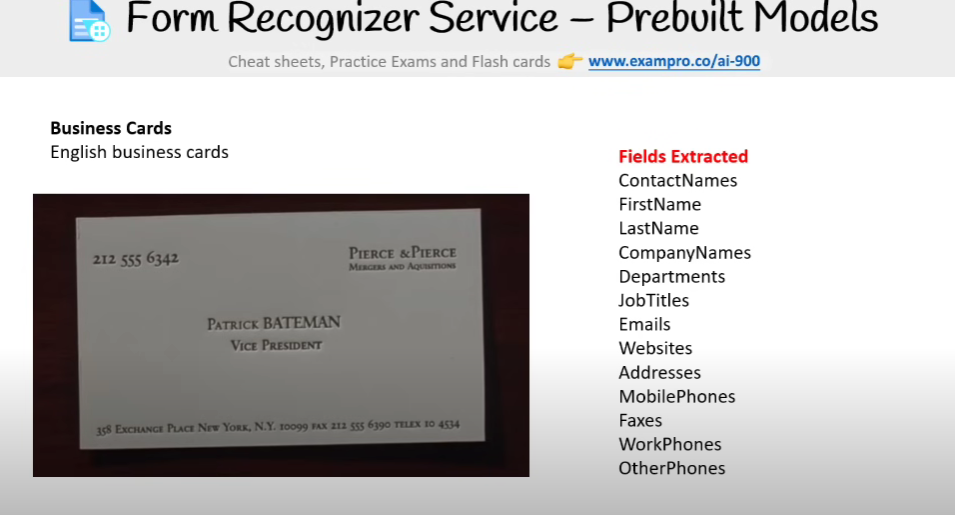 Form Recognizer Service – Prebuilt Models
Cheat sheets, Practice Exams and Flash cards 👉 www.exampro.co/ai-900
Business Cards
English business cards
212 555 6342
PIERCE & PIERCE
MERGERS AND AQUISITIONS
PATRICK BATEMAN
VICE PRESIDENT
358 EXCHANGE PLACE NEW YORK, N.Y. 10099 FAX 212 555 6390 TELEX 10 4534
Fields Extracted
ContactNames
FirstName
LastName
CompanyNames
Departments
JobTitles
Emails
Websites
Addresses
MobilePhones
Faxes
WorkPhones
OtherPhones